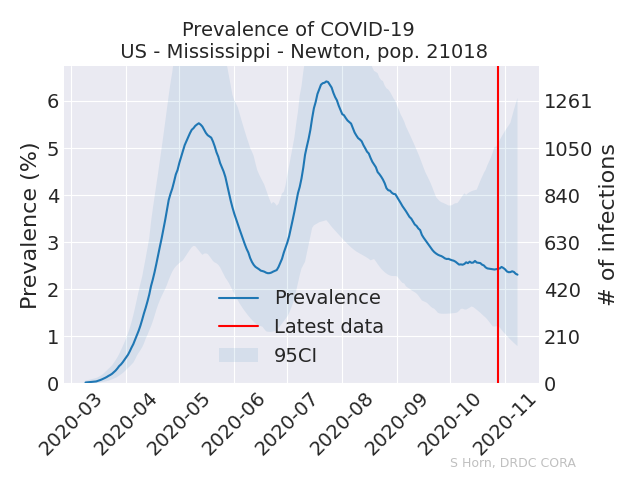 Prevalence of COVID-19
US - Mississippi - Newton, pop. 21018
Prevalence (%)
6
5
4
3
2
1
0
1261
1050
840
630
420
210
0
# of infections
Prevalence
Latest data
95CI
2020-03
2020-04
2020-05
2020-06
2020-07
2020-08
2020-09
2020-10
2020-11
S Horn, DRDC CORA